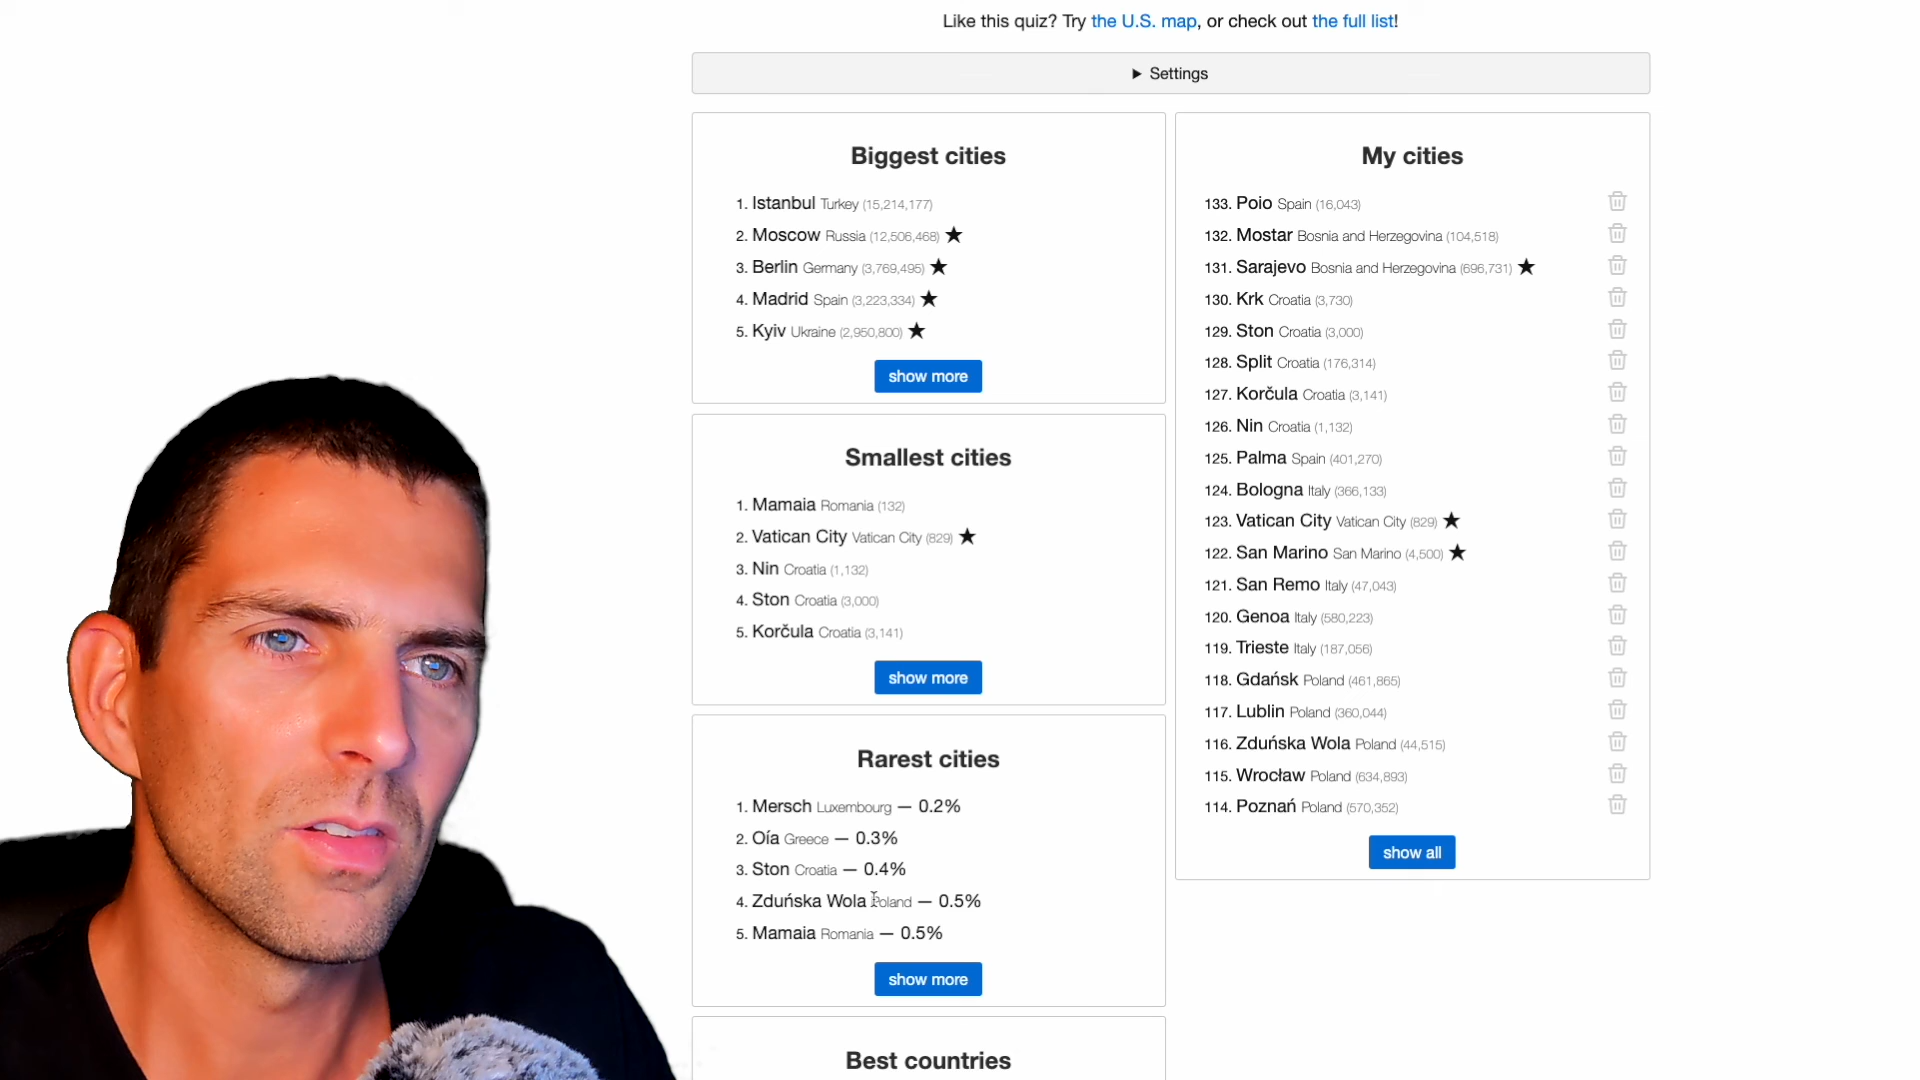 Like this quiz? Try the U.S. map, or check out the full list!
▶ Settings
Biggest cities
1. Istanbul Turkey (15,214,177)
2. Moscow Russia (12,506,468) ★
3. Berlin Germany (3,769,495) ★
4. Madrid Spain (3,223,334) ★
5. Kyiv Ukraine (2,950,800) ★
show more
Smallest cities
1. Mamaia Romania (132)
2. Vatican City Vatican City (829) ★
3. Nin Croatia (1,132)
4. Ston Croatia (3,000)
5. Korčula Croatia (3,141)
show more
Rarest cities
1. Mersch Luxembourg — 0.2%
2. Oía Greece — 0.3%
3. Ston Croatia — 0.4%
4. Zduńska Wola Poland — 0.5%
5. Mamaia Romania — 0.5%
show more
Best countries
My cities
133. Poio Spain (16,043)
132. Mostar Bosnia and Herzegovina (104,518)
131. Sarajevo Bosnia and Herzegovina (696,731) ★
130. Krk Croatia (3,730)
129. Ston Croatia (3,000)
128. Split Croatia (176,314)
127. Korčula Croatia (3,141)
126. Nin Croatia (1,132)
125. Palma Spain (401,270)
124. Bologna Italy (366,133)
123. Vatican City Vatican City (829) ★
122. San Marino San Marino (4,500) ★
121. San Remo Italy (47,043)
120. Genoa Italy (580,223)
119. Trieste Italy (187,056)
118. Gdańsk Poland (461,865)
117. Lublin Poland (360,044)
116. Zduńska Wola Poland (44,515)
115. Wrocław Poland (634,893)
114. Poznań Poland (570,352)
show all